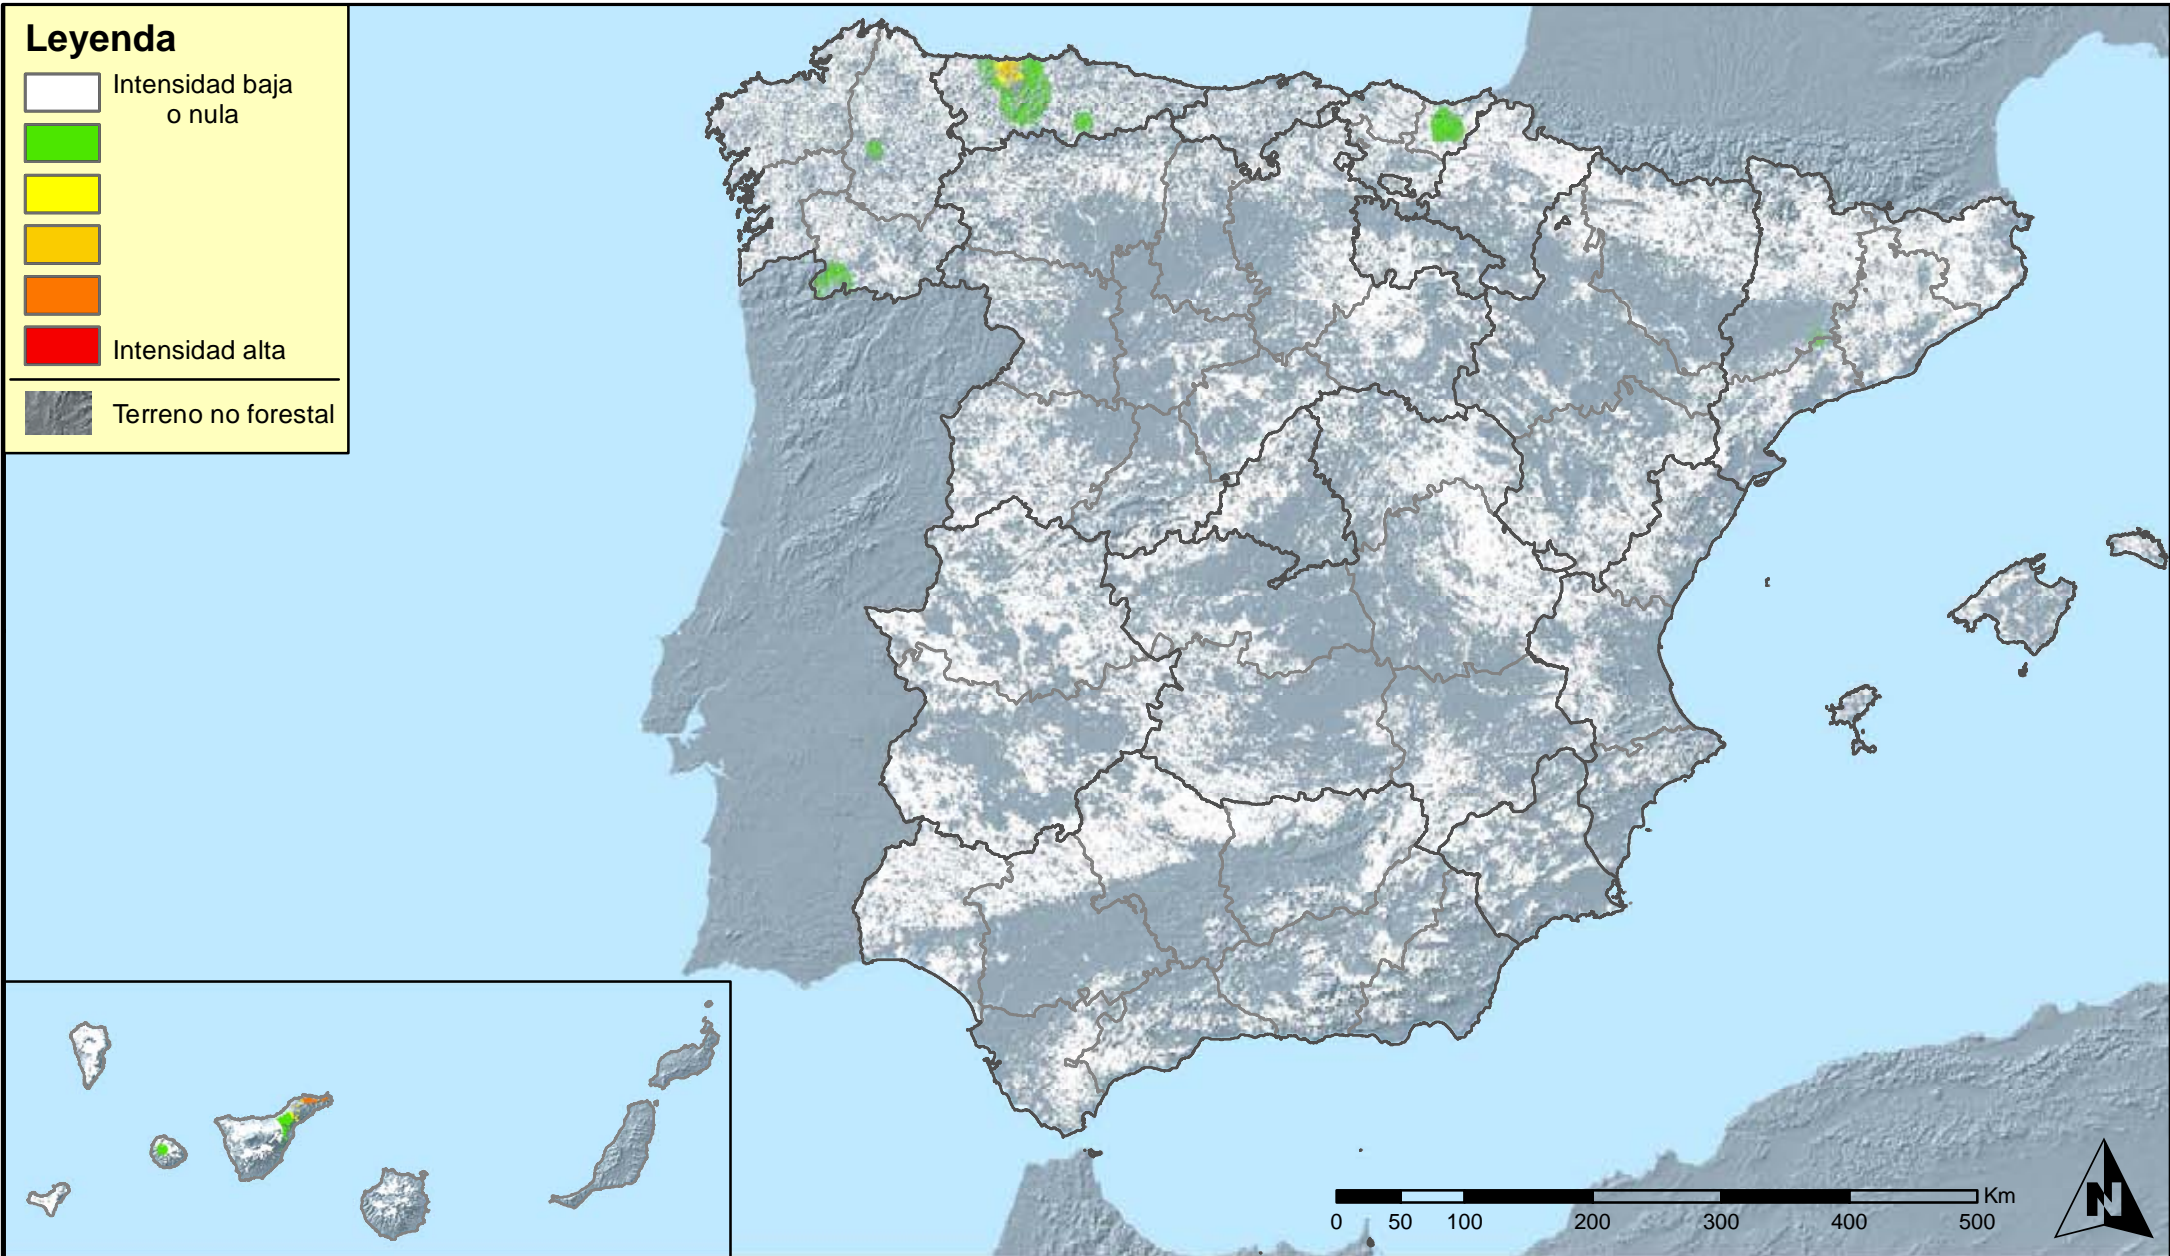 Leyenda
Intensidad baja
o nula
Intensidad alta
Terreno no forestal
Km
0 50 100 200 300 400 500
N